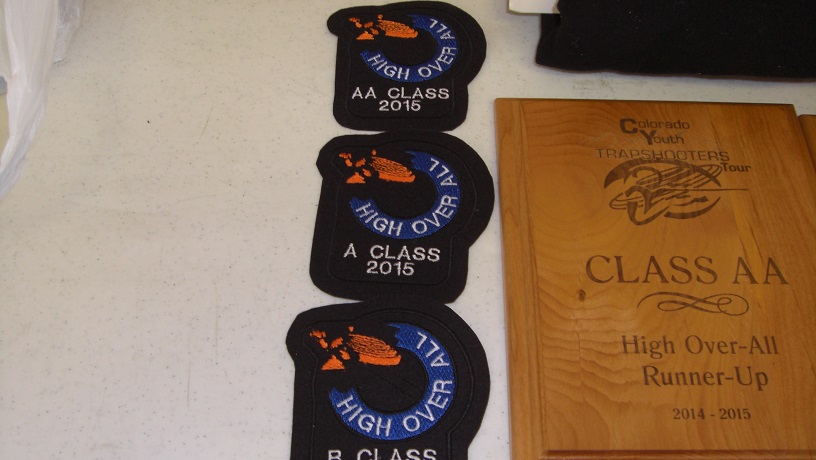 HIGH OVER ALL
AA CLASS
2015
HIGH OVER ALL
A CLASS
2015
HIGH OVER ALL
B CLASS
Colorado
Youth
TRAPSHOOTERS
Tour
CLASS AA
High Over-All
Runner-Up
2014 - 2015